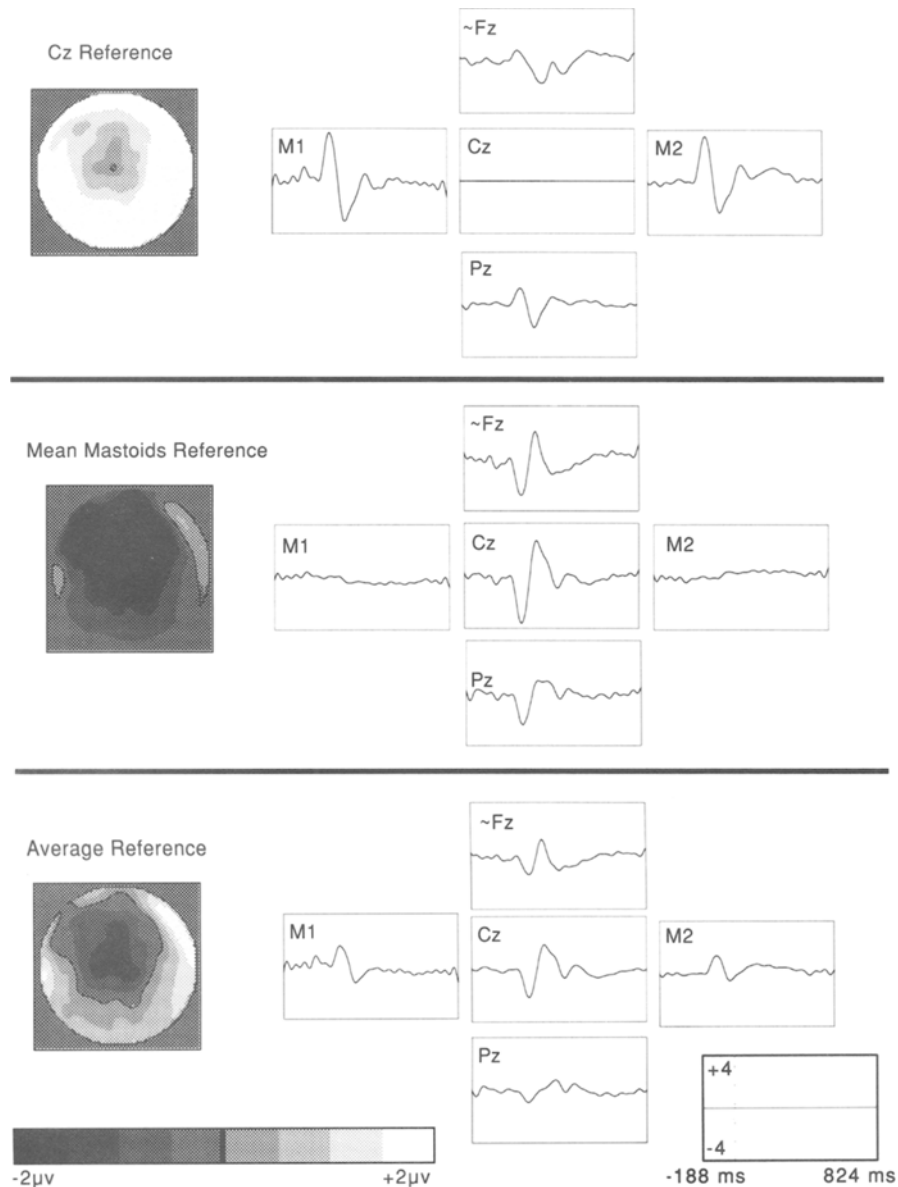 Cz Reference
~Fz
M1
Cz
M2
Pz
Mean Mastoids Reference
~Fz
M1
Cz
M2
Pz
Average Reference
~Fz
M1
Cz
M2
Pz
+4
-4
-188 ms
824 ms
-2μv
+2μv